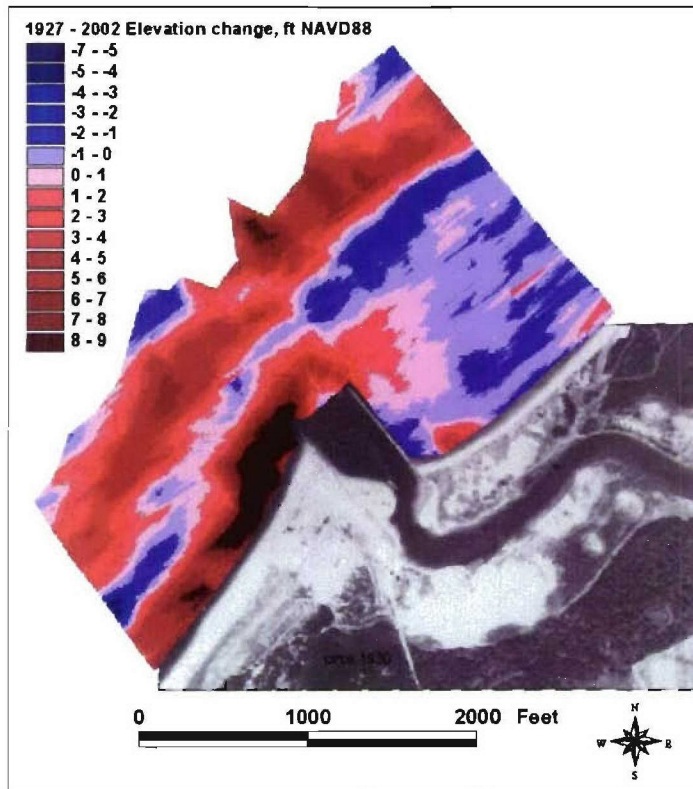 1927 - 2002 Elevation change, ft NAVD88
-7 - -5
-5 - -4
-4 - -3
-3 - -2
-2 - -1
-1 - 0
0 - 1
1 - 2
2 - 3
3 - 4
4 - 5
5 - 6
6 - 7
7 - 8
8 - 9
circa 1930
0 1000 2000 Feet
N
W E
S